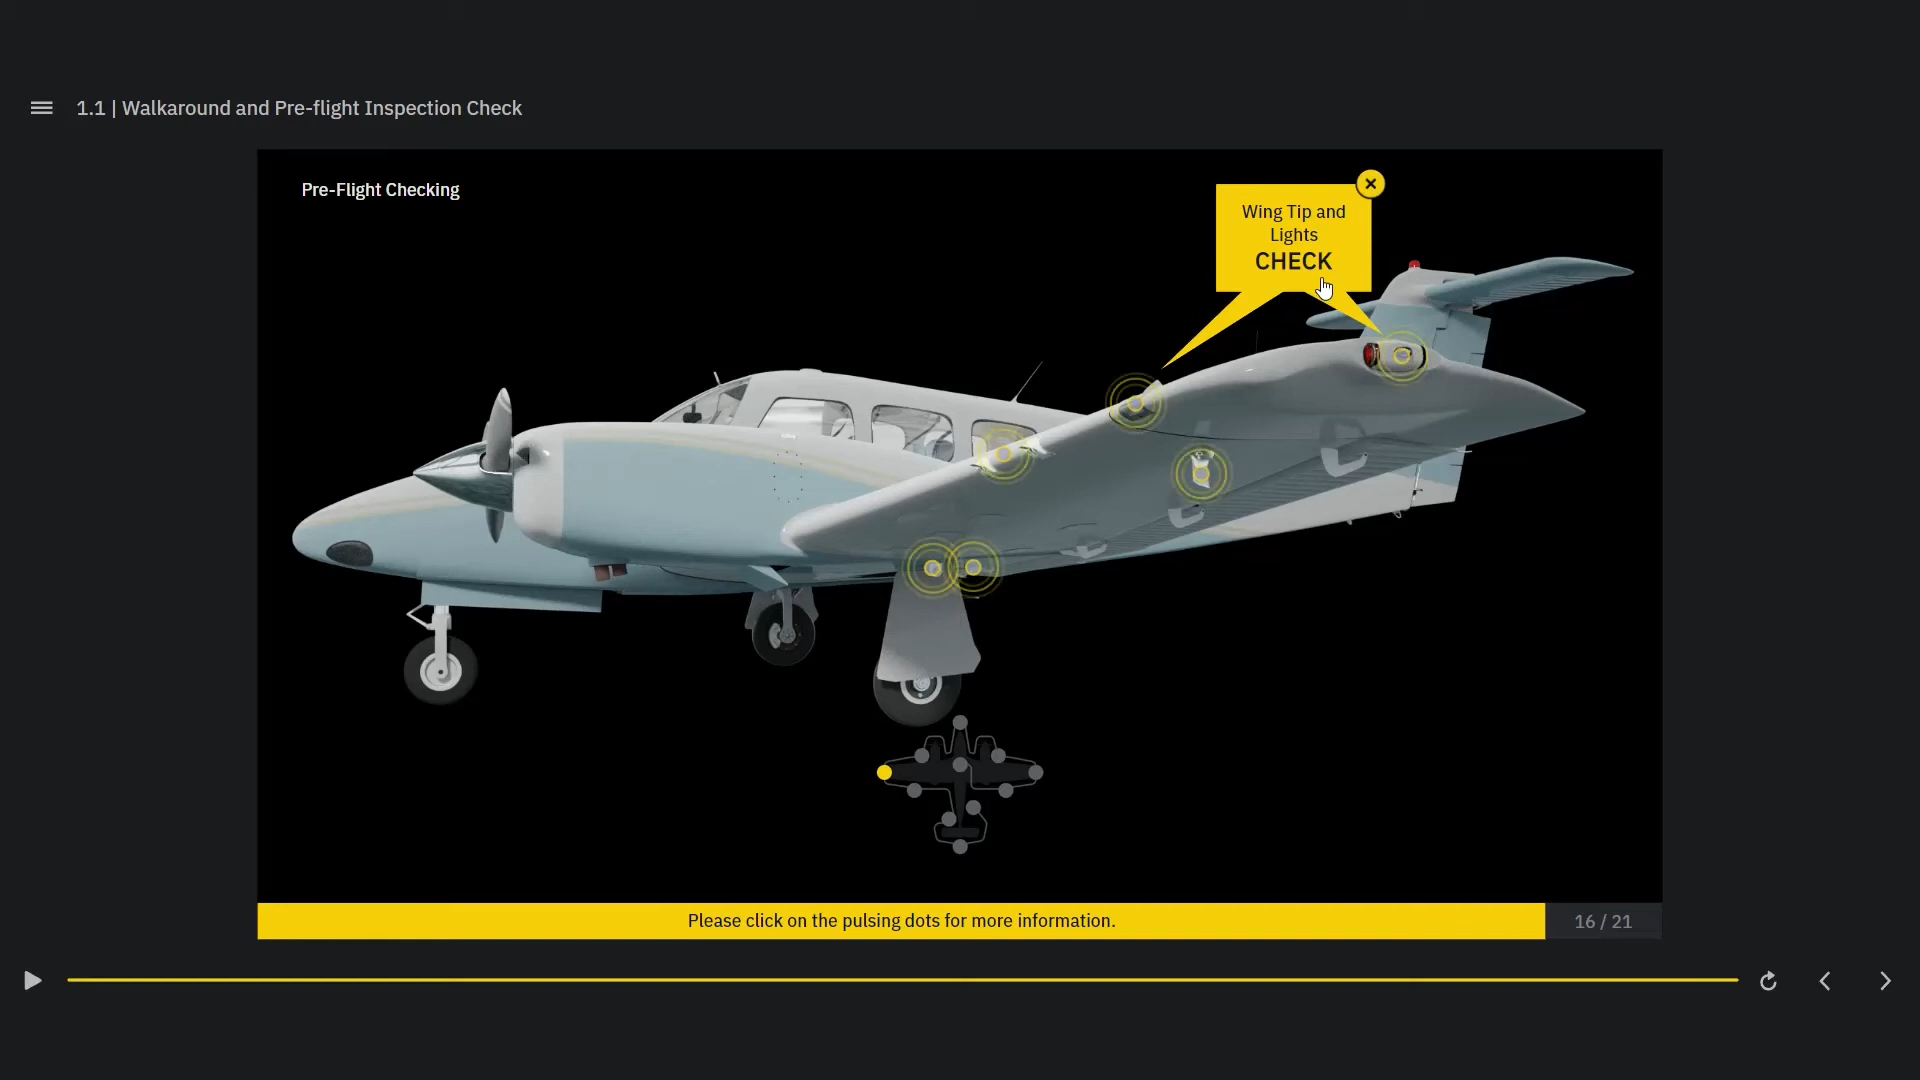 1.1 | Walkaround and Pre-flight Inspection Check
Pre-Flight Checking
Wing Tip and
Lights
CHECK
Please click on the pulsing dots for more information.
16 / 21